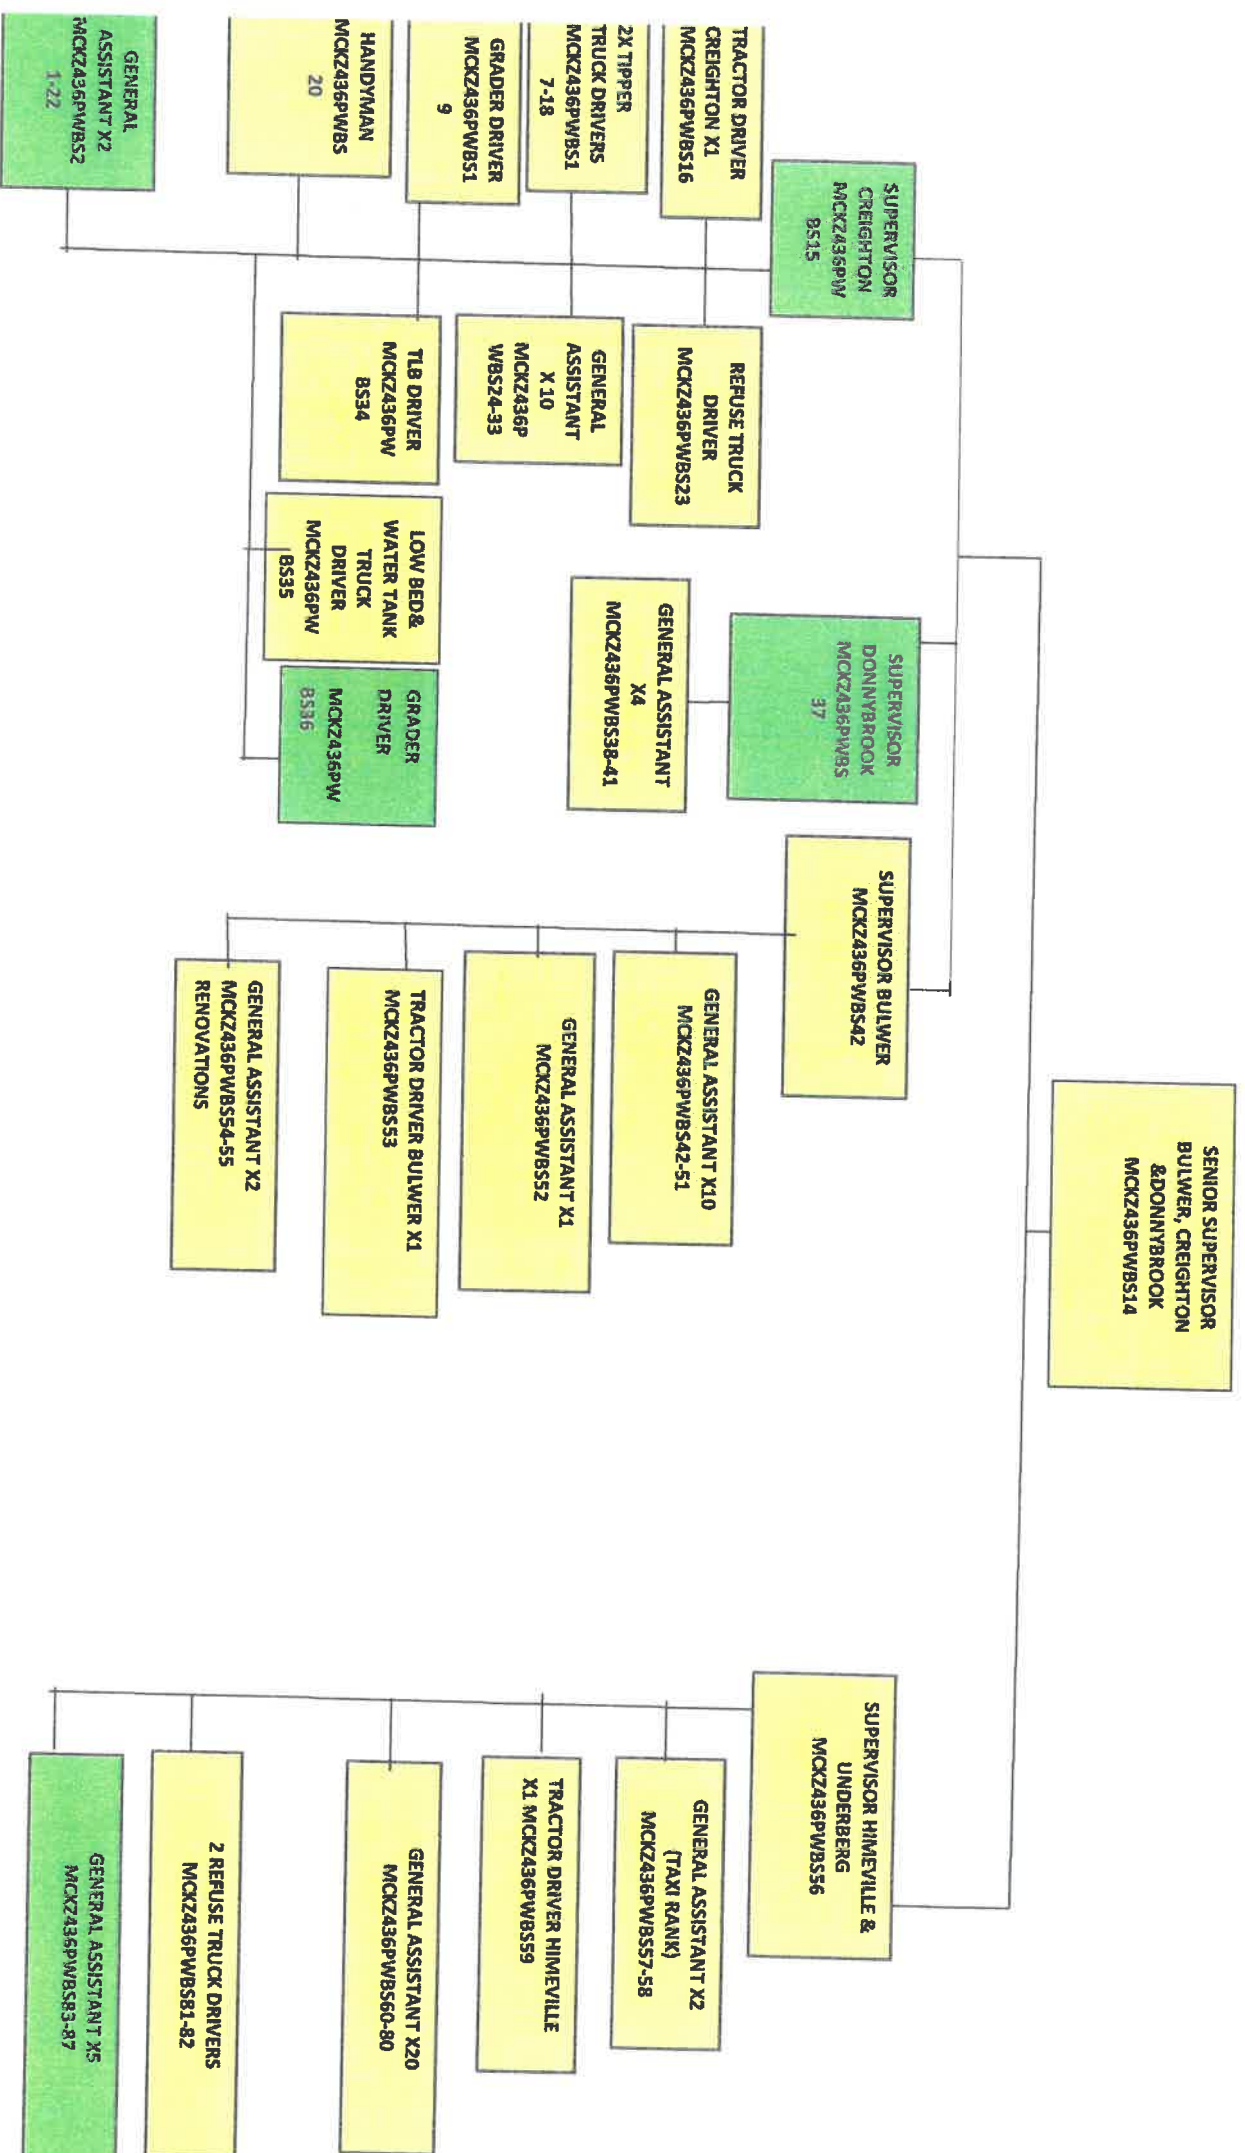 SENIOR SUPERVISOR
BULWER, CREIGHTON
&DONNYBROOK
MCKZ436PWBS14
SUPERVISOR
CREIGHTON
MCKZ436PW
BS15
SUPERVISOR
DONNYBROOK
MCKZ436PWBS
37
SUPERVISOR BULWER
MCKZ436PWBS42
SUPERVISOR HIMEVILLE &
UNDERBERG
MCKZ436PWBS56
TRACTOR DRIVER
CREIGHTON X1
MCKZ436PWBS16
REFUSE TRUCK
DRIVER
MCKZ436PWBS23
2X TIPPER
TRUCK DRIVERS
MCKZ436PWBS1
7-18
GENERAL
ASSISTANT
X 10
MCKZ436P
WBS24-33
GRADER DRIVER
MCKZ436PWBS1
9
TLB DRIVER
MCKZ436PW
BS34
LOW BED&
WATER TANK
TRUCK
DRIVER
MCKZ436PW
BS35
GRADER
DRIVER
MCKZ436PW
BS36
HANDYMAN
MCKZ436PWBS
20
GENERAL
ASSISTANT X2
MCKZ436PWBS2
1-22
GENERAL ASSISTANT
X4
MCKZ436PWBS38-41
GENERAL ASSISTANT X10
MCKZ436PWBS42-51
GENERAL ASSISTANT X1
MCKZ436PWBS52
TRACTOR DRIVER BULWER X1
MCKZ436PWBS53
GENERAL ASSISTANT X2
MCKZ436PWBS54-55
RENOVATIONS
GENERAL ASSISTANT X2
(TAXI RANK)
MCKZ436PWBS57-58
TRACTOR DRIVER HIMEVILLE
X1 MCKZ436PWBS59
GENERAL ASSISTANT X20
MCKZ436PWBS60-80
2 REFUSE TRUCK DRIVERS
MCKZ436PWBS81-82
GENERAL ASSISTANT X5
MCKZ436PWBS83-87